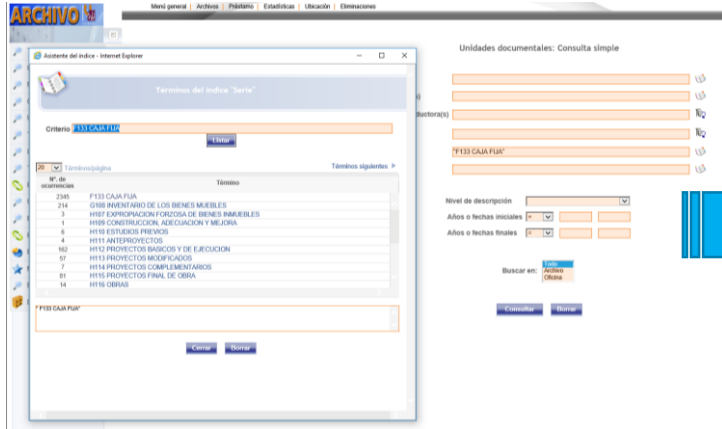 ARCHIVO
Menú general | Archivos | Préstamo | Estadísticas | Ubicación | Eliminaciones
Asistente del índice - Internet Explorer
Términos del índice "Serie"
Criterio F133 CAJA FIJA
Listar
20 Términos/página
Términos siguientes
Nº. de ocurrencias Término
2345 F133 CAJA FIJA
214 G108 INVENTARIO DE LOS BIENES MUEBLES
3 H107 EXPROPIACION FORZOSA DE BIENES INMUEBLES
1 H109 CONSTRUCCION, ADECUACION Y MEJORA
6 H110 ESTUDIOS PREVIOS
4 H111 ANTEPROYECTOS
162 H112 PROYECTOS BASICOS Y DE EJECUCION
57 H113 PROYECTOS MODIFICADOS
7 H114 PROYECTOS COMPLEMENTARIOS
81 H115 PROYECTOS FINAL DE OBRA
14 H116 OBRAS
"F133 CAJA FIJA"
Cerrar Borrar
Unidades documentales: Consulta simple
ductora(s)
"F133 CAJA FIJA"
Nivel de descripción
Años o fechas iniciales =
Años o fechas finales =
Buscar en: Todo
Archivo
Oficina
Consultar Borrar